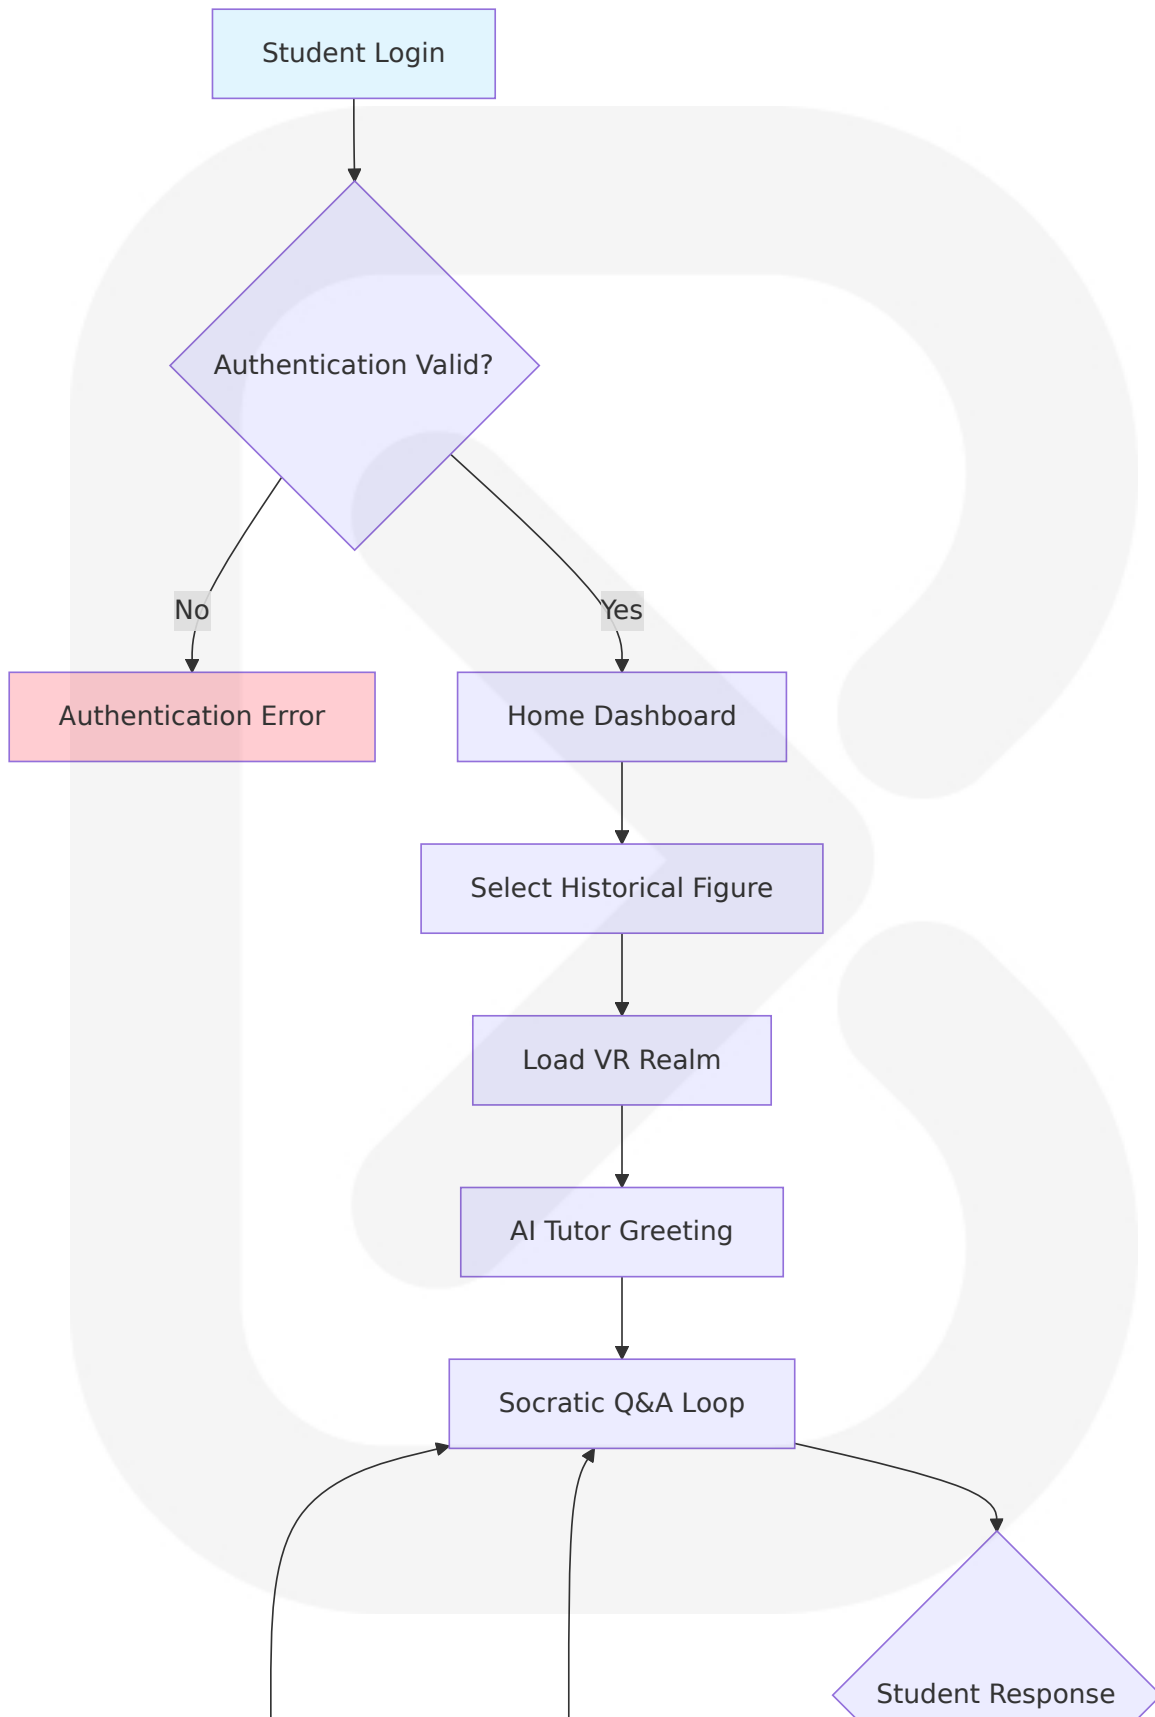 Student Login
Authentication Valid?
No
Yes
Authentication Error
Home Dashboard
Select Historical Figure
Load VR Realm
AI Tutor Greeting
Socratic Q&A Loop
Student Response